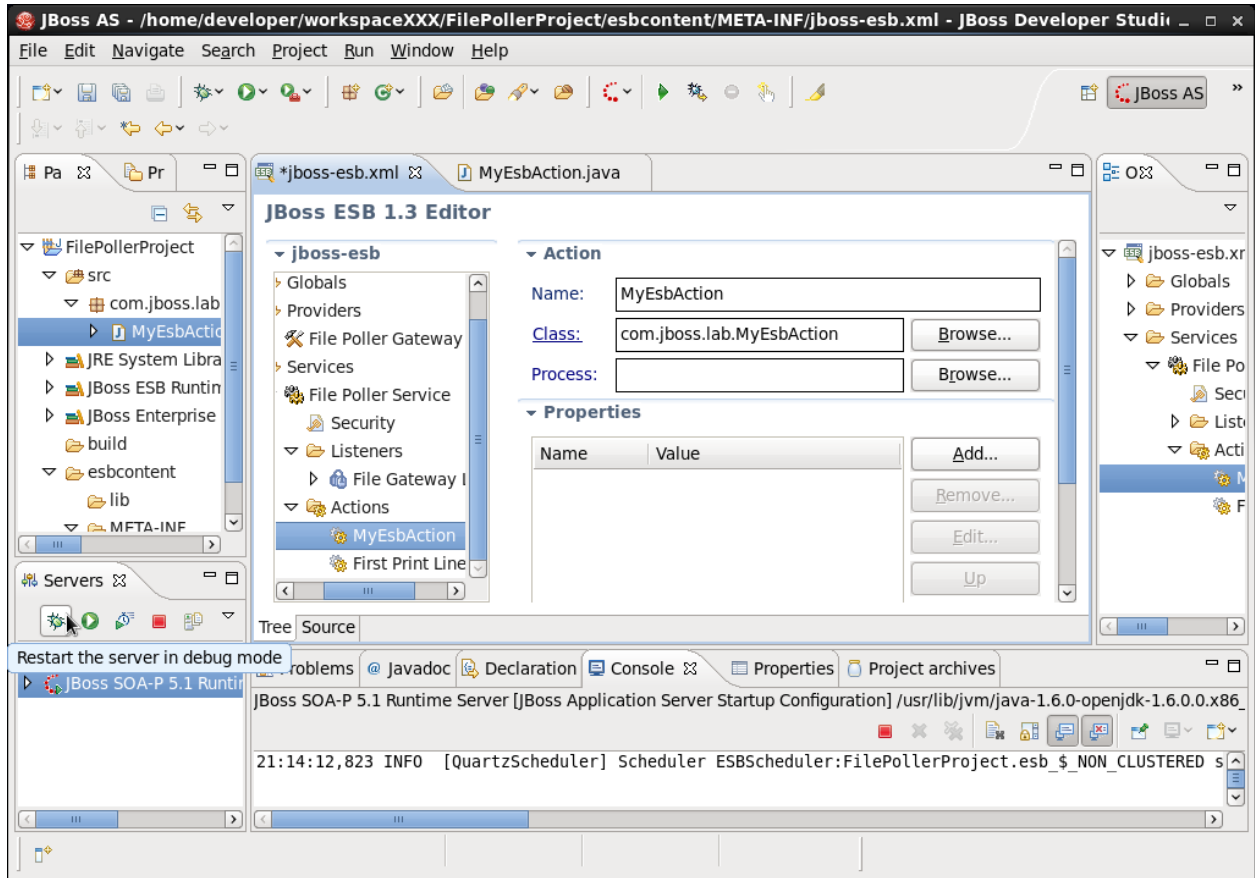 JBoss AS - /home/developer/workspaceXXX/FilePollerProject/esbcontent/META-INF/jboss-esb.xml - JBoss Developer Studi
File Edit Navigate Search Project Run Window Help
JBoss AS »
Pa Pr
FilePollerProject
src
com.jboss.lab
MyEsbActio
JRE System Libra
JBoss ESB Runtim
JBoss Enterprise
build
esbcontent
lib
META-INF
*jboss-esb.xml MyEsbAction.java
JBoss ESB 1.3 Editor
jboss-esb
Globals
Providers
File Poller Gateway
Services
File Poller Service
Security
Listeners
File Gateway L
Actions
MyEsbAction
First Print Line
Action
Name: MyEsbAction
Class: com.jboss.lab.MyEsbAction Browse...
Process: Browse...
Properties
Name Value
Add...
Remove...
Edit...
Up
Tree Source
O
jboss-esb.xr
Globals
Providers
Services
File Po
Secu
Liste
Acti
M
F
Servers
Restart the server in debug mode
JBoss SOA-P 5.1 Runtir
Problems @ Javadoc Declaration Console Properties Project archives
JBoss SOA-P 5.1 Runtime Server [JBoss Application Server Startup Configuration] /usr/lib/jvm/java-1.6.0-openjdk-1.6.0.0.x86_
21:14:12,823 INFO [QuartzScheduler] Scheduler ESBScheduler:FilePollerProject.esb_$_NON_CLUSTERED s